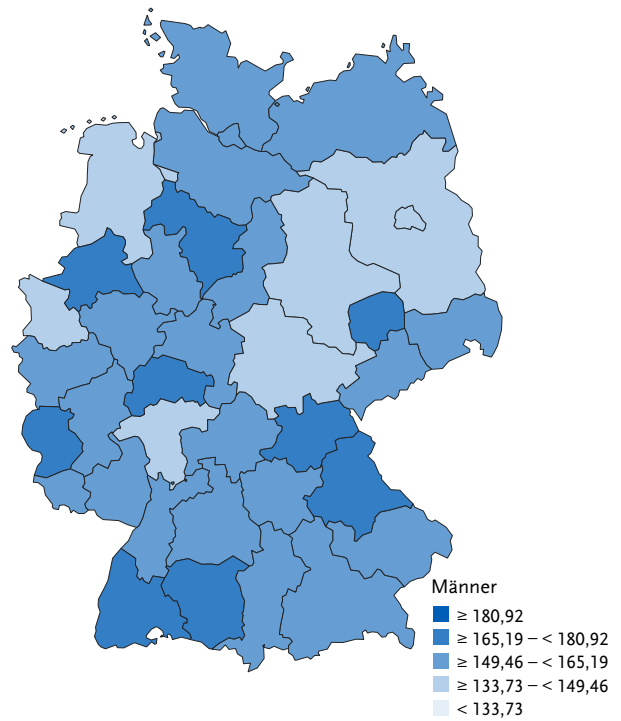 Männer
≥ 180,92
≥ 165,19 – < 180,92
≥ 149,46 – < 165,19
≥ 133,73 – < 149,46
< 133,73